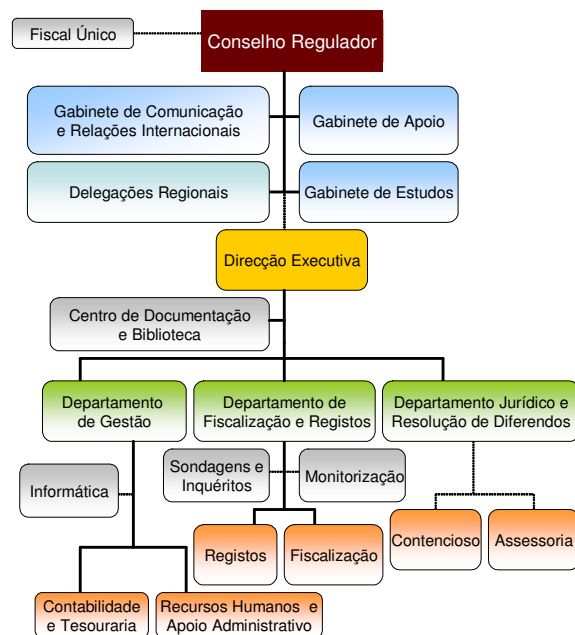 Fiscal Único
Conselho Regulador
Gabinete de Comunicação
e Relações Internacionais
Gabinete de Apoio
Delegações Regionais
Gabinete de Estudos
Direcção Executiva
Centro de Documentação
e Biblioteca
Departamento
de Gestão
Departamento de
Fiscalização e Registos
Departamento Jurídico e
Resolução de Diferendos
Informática
Sondagens e
Inquéritos
Monitorização
Registos
Fiscalização
Contencioso
Assessoria
Contabilidade
e Tesouraria
Recursos Humanos e
Apoio Administrativo